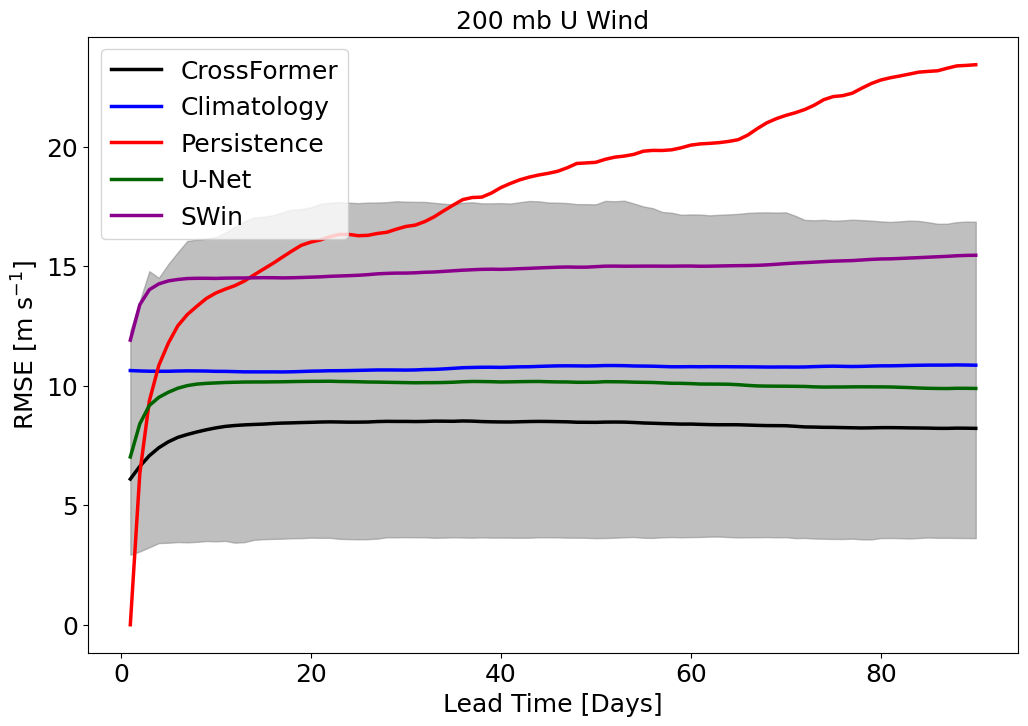 200 mb U Wind
CrossFormer
Climatology
Persistence
U-Net
SWin
RMSE [m s⁻¹]
20
15
10
5
0
0 20 40 60 80
Lead Time [Days]